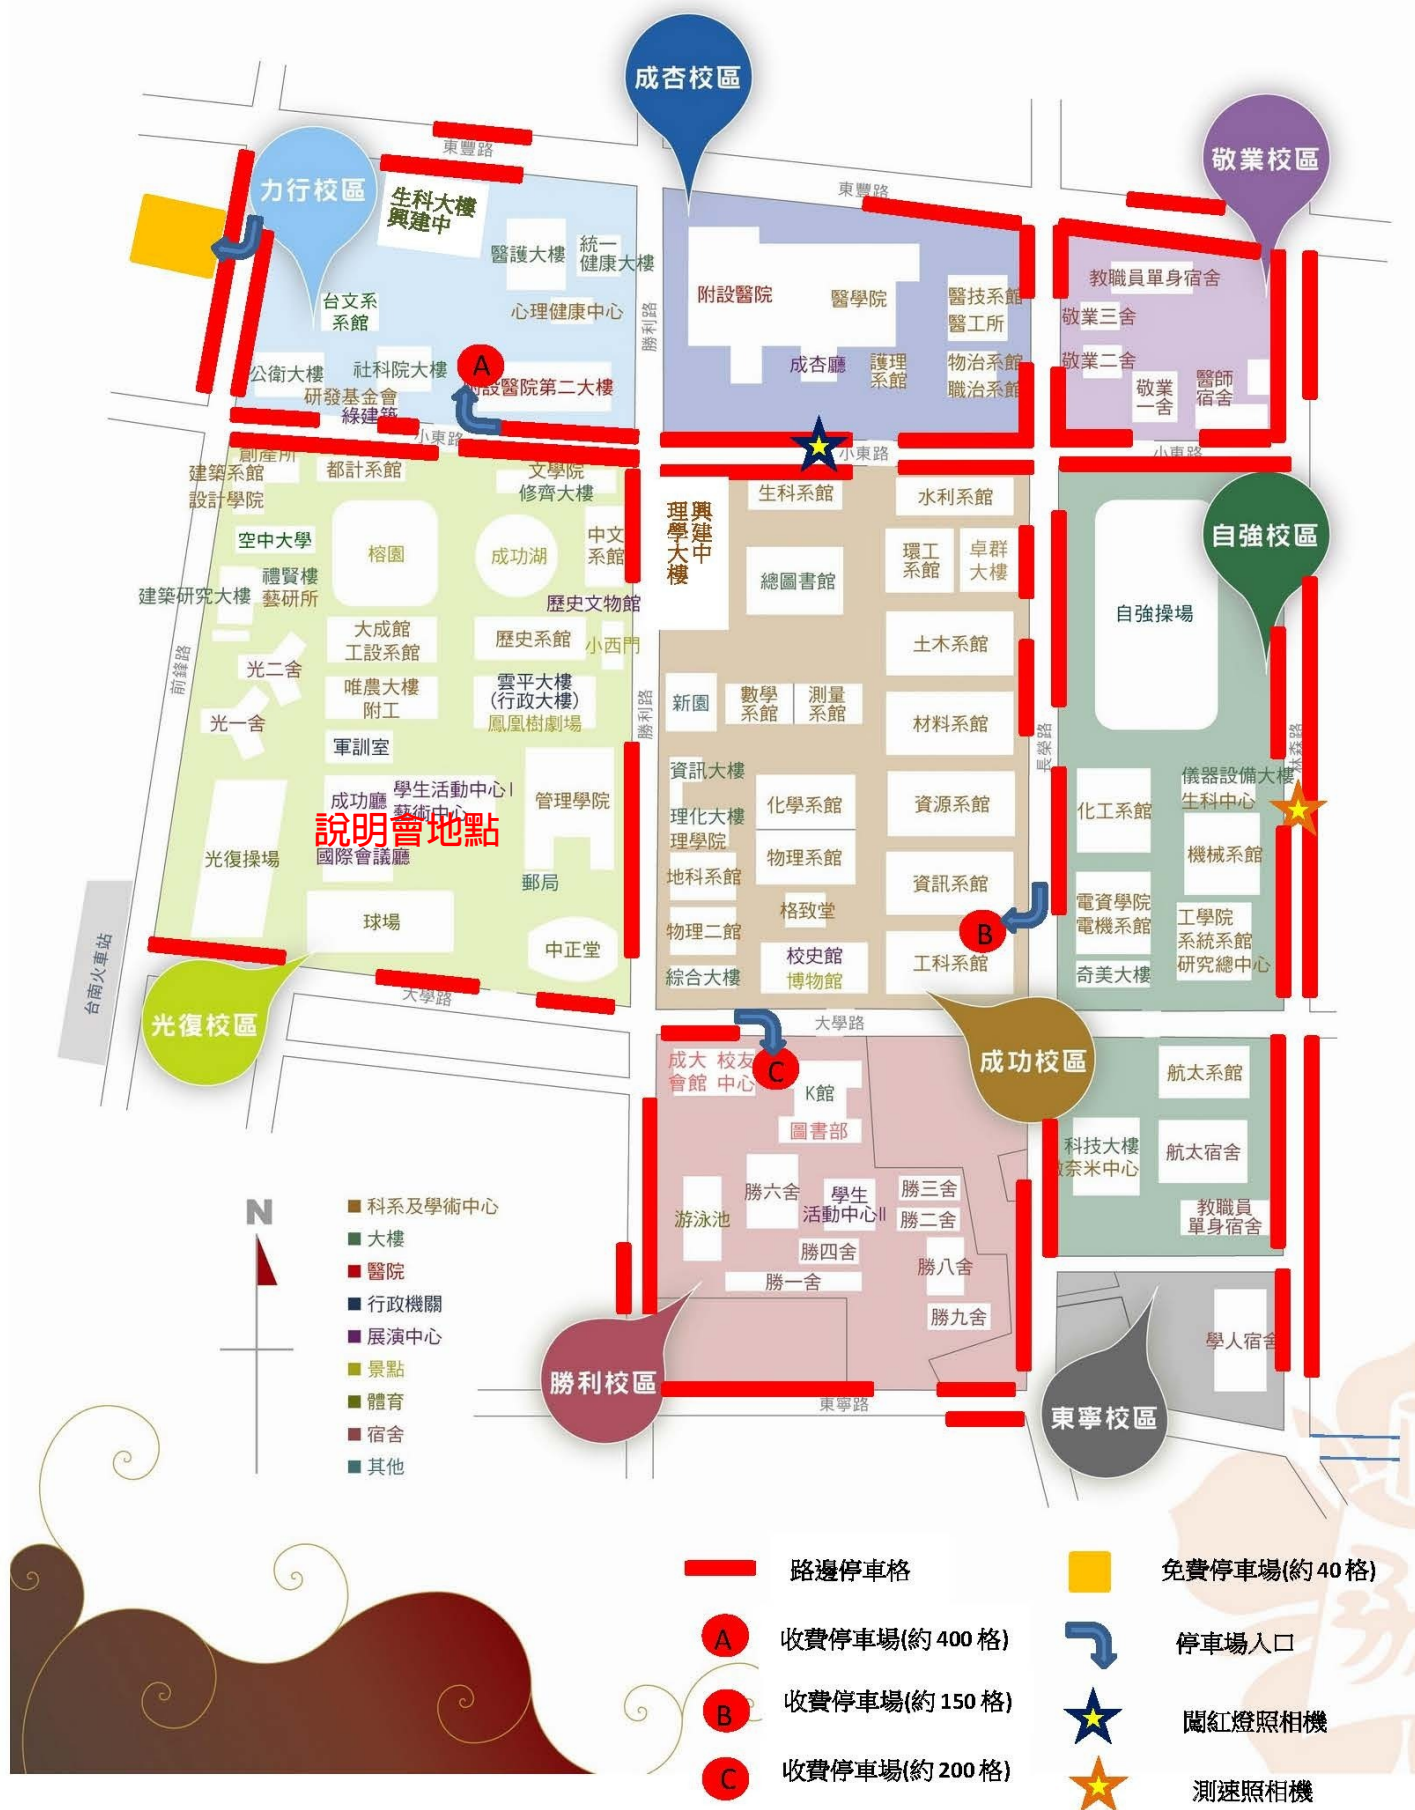 成杏校區
敬業校區
力行校區
東豐路
東豐路
生科大樓
興建中
醫護大樓
統一
健康大樓
台文系
系館
心理健康中心
公衛大樓
社科院大樓
A
研發基金會
綠建築
附設醫院第二大樓
小東路
勝利路
附設醫院
醫學院
醫技系館
醫工所
成杏廳
護理
系館
物治系館
職治系館
小東路
教職員單身宿舍
敬業三舍
敬業二舍
敬業
一舍
醫師
宿舍
小東路
創產所
建築系館
設計學院
都計系館
文學院
修齊大樓
空中大學
榕園
成功湖
中文
系館
禮賢樓
建築研究大樓
藝研所
歷史文物館
大成館
工設系館
歷史系館
小西門
光二舍
前鋒路
唯農大樓
附工
雲平大樓
(行政大樓)
鳳凰樹劇場
光一舍
軍訓室
勝利路
成功廳
學生活動中心I
藝術中心
說明會地點
國際會議廳
管理學院
光復操場
郵局
球場
中正堂
台南火車站
大學路
光復校區
理學大樓
興建中
生科系館
水利系館
總圖書館
環工
系館
卓群
大樓
土木系館
新園
數學
系館
測量
系館
材料系館
長榮路
資訊大樓
化學系館
資源系館
理化大樓
理學院
物理系館
地科系館
資訊系館
格致堂
B
物理二館
校史館
博物館
工科系館
綜合大樓
大學路
成功校區
自強校區
自強操場
林森路
儀器設備大樓
生科中心
化工系館
機械系館
電資學院
電機系館
工學院
系統系館
研究總中心
奇美大樓
成大
會館
校友
中心
C
K館
圖書部
航太系館
科技大樓
奈米中心
航太宿舍
教職員
單身宿舍
勝六舍
學生
活動中心II
勝三舍
勝二舍
游泳池
勝四舍
勝一舍
勝八舍
勝九舍
學人宿舍
勝利校區
東寧路
東寧校區
N
科系及學術中心
大樓
醫院
行政機關
展演中心
景點
體育
宿舍
其他
路邊停車格
免費停車場(約 40 格)
A
收費停車場(約 400 格)
停車場入口
B
收費停車場(約 150 格)
闖紅燈照相機
C
收費停車場(約 200 格)
測速照相機